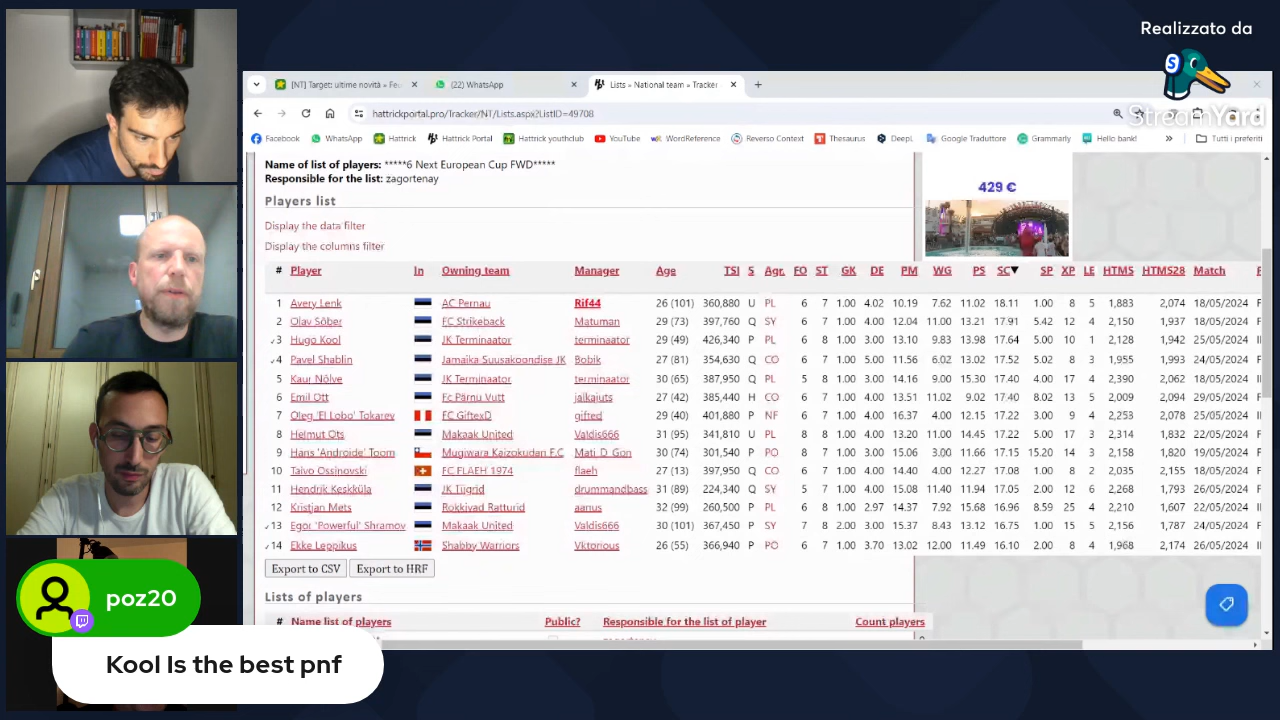 Realizzato da
StreamYard
[NT] Target: ultime novità » Fe
(22) WhatsApp
Lists » National team » Tracker
hattrickportal.pro/Tracker/NT/Lists.aspx?ListID=49708
Facebook WhatsApp Hattrick Hattrick Portal Hattrick youthclub YouTube WordReference Reverso Context Thesaurus DeepL Google Traduttore Grammarly Hello bank! » Tutti i preferiti
Name of list of players: *****6 Next European Cup FWD*****
Responsible for the list: zagortenay
Players list
429 €
Display the data filter
Display the columns filter
# Player In Owning team Manager Age TSI S Agr. FO ST GK DE PM WG PS SC▼ SP XP LE HTMS HTMS28 Match
1 Avery Lenk AC Pernau Rif44 26 (101) 360,880 U PL 6 7 1.00 4.02 10.19 7.62 11.02 18.11 1.00 8 5 1,883 2,074 18/05/2024
2 Olav Sõber FC Strikeback Matuman 29 (73) 397,760 Q SY 6 7 1.00 4.00 12.04 11.00 13.21 17.91 5.42 12 4 2,150 1,937 18/05/2024
3 Hugo Kool JK Terminaator terminaator 29 (49) 426,340 P PL 6 8 1.00 4.00 13.10 9.83 13.98 17.64 5.00 10 1 2,128 1,942 18/05/2024
4 Pavel Shablin Jamaika Suusakoondise JK Bobik 27 (81) 354,630 Q CO 6 7 1.00 5.00 11.56 6.02 13.02 17.52 5.02 8 3 1,955 24/05/2024
5 Kaur Nõlve JK Terminaator terminaator 30 (65) 387,950 Q PL 5 8 1.00 3.00 14.16 9.00 15.30 17.40 4.00 17 4 2,390 2,062 18/05/2024
6 Emil Ott Fc Pärnu Vutt jalkajuts 27 (42) 385,440 H CO 6 7 1.00 4.00 13.51 11.02 9.02 17.40 8.02 13 5 2,009 2,094 29/05/2024
7 Oleg 'El Lobo' Tokarev FC GiftexD gifted 29 (40) 401,880 P NF 6 7 1.00 4.00 16.37 4.00 12.15 17.22 3.00 9 4 2,258 2,078 25/05/2024
8 Helmut Ots Makaak United Valdis666 31 (95) 341,810 U PL 8 8 1.00 4.00 13.20 11.00 14.45 17.22 5.00 17 3 2,314 1,832 22/05/2024
9 Hans 'Androide' Toom Mugiwara Kaizokudan F.C Mati_D_Gon 30 (74) 301,540 P PO 7 7 1.00 3.00 15.06 3.00 11.66 17.15 15.20 14 3 2,158 1,820 19/05/2024
10 Taivo Ossinovski FC FLAEH 1974 flaeh 26 (13) 397,950 Q CO 6 8 1.00 4.00 14.40 4.00 12.27 17.08 1.00 8 2 2,035 2,155 18/05/2024
11 Hendrik Keskküla JK Tiigrid drummandbass 31 (89) 224,340 Q SY 5 7 1.00 4.00 15.08 11.40 11.94 17.05 2.00 12 6 2,268 1,793 26/05/2024
12 Kristjan Mets Rokkivad Ratturid aanus 32 (99) 260,500 P CO 6 8 1.00 2.97 14.37 7.92 15.68 16.96 8.59 25 4 2,210 1,607 22/05/2024
13 Egor 'Powerful' Shramov Makaak United Valdis666 30 (101) 367,450 P SY 7 8 2.00 3.00 15.37 8.43 13.12 16.75 1.00 15 5 2,156 1,787 24/05/2024
14 Ekke Leppikus Shabby Warriors Vktorious 26 (55) 366,940 P PO 7 8 1.00 3.70 13.02 12.00 11.49 16.10 2.00 8 4 1,968 2,174 26/05/2024
Export to CSV Export to HRF
Lists of players
# Name list of players Public? Responsible for the list of player Count players
poz20
Kool Is the best pnf